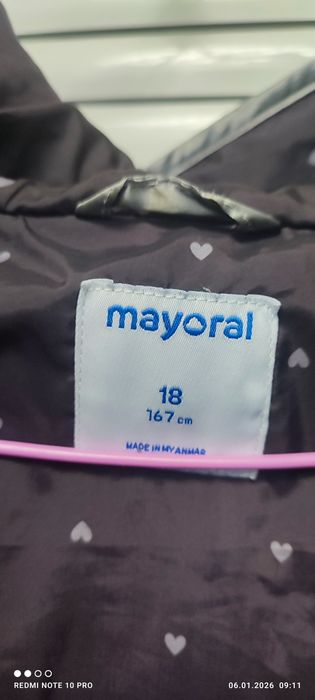 mayoral
18
167 cm
MADE IN MYANMAR
REDMI NOTE 10 PRO
06.01.2026 09:11